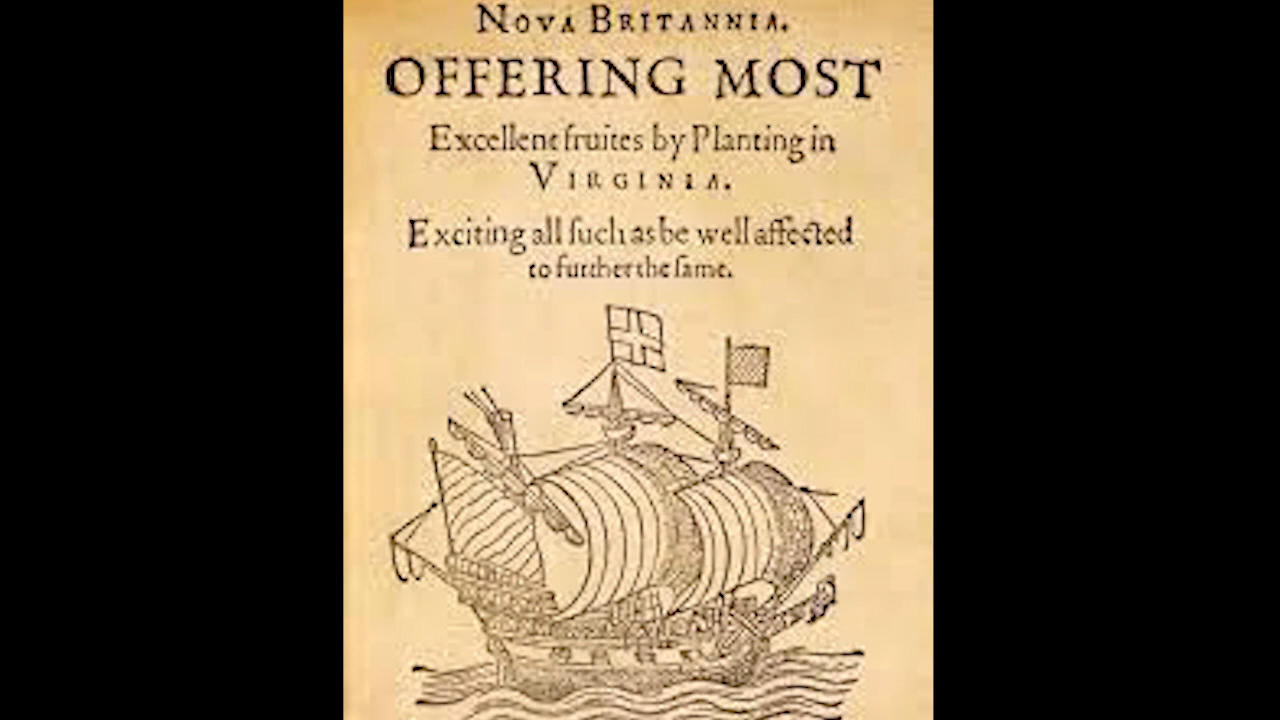 NOVA BRITANNIA.
OFFERING MOST
Excellent fruites by Planting in
VIRGINIA.
Exciting all ſuch as be well affected
to further the ſame.